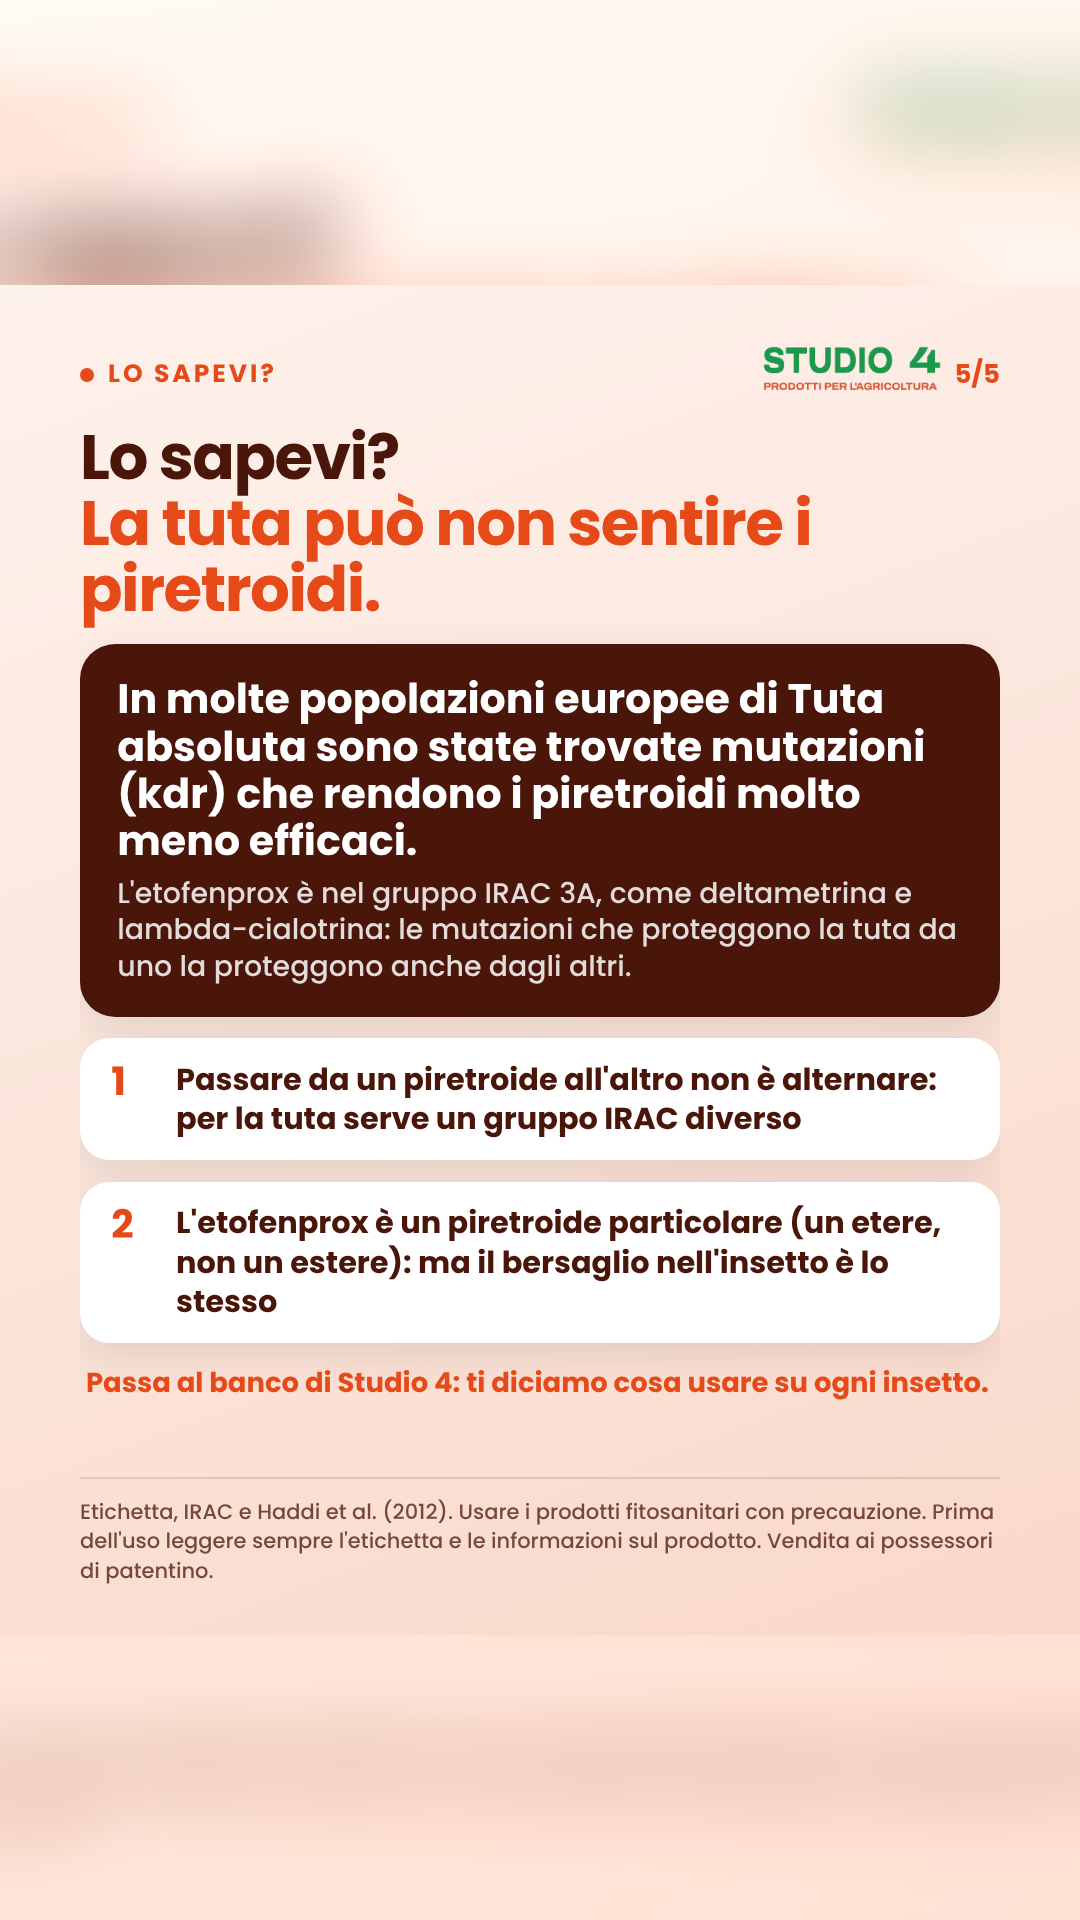 LO SAPEVI?
STUDIO 4
PRODOTTI PER L'AGRICOLTURA
5/5
Lo sapevi?
La tuta può non sentire i
piretroidi.
In molte popolazioni europee di Tuta
absoluta sono state trovate mutazioni
(kdr) che rendono i piretroidi molto
meno efficaci.
L'etofenprox è nel gruppo IRAC 3A, come deltametrina e
lambda-cialotrina: le mutazioni che proteggono la tuta da
uno la proteggono anche dagli altri.
1 Passare da un piretroide all'altro non è alternare:
per la tuta serve un gruppo IRAC diverso
2 L'etofenprox è un piretroide particolare (un etere,
non un estere): ma il bersaglio nell'insetto è lo
stesso
Passa al banco di Studio 4: ti diciamo cosa usare su ogni insetto.
Etichetta, IRAC e Haddi et al. (2012). Usare i prodotti fitosanitari con precauzione. Prima
dell'uso leggere sempre l'etichetta e le informazioni sul prodotto. Vendita ai possessori
di patentino.